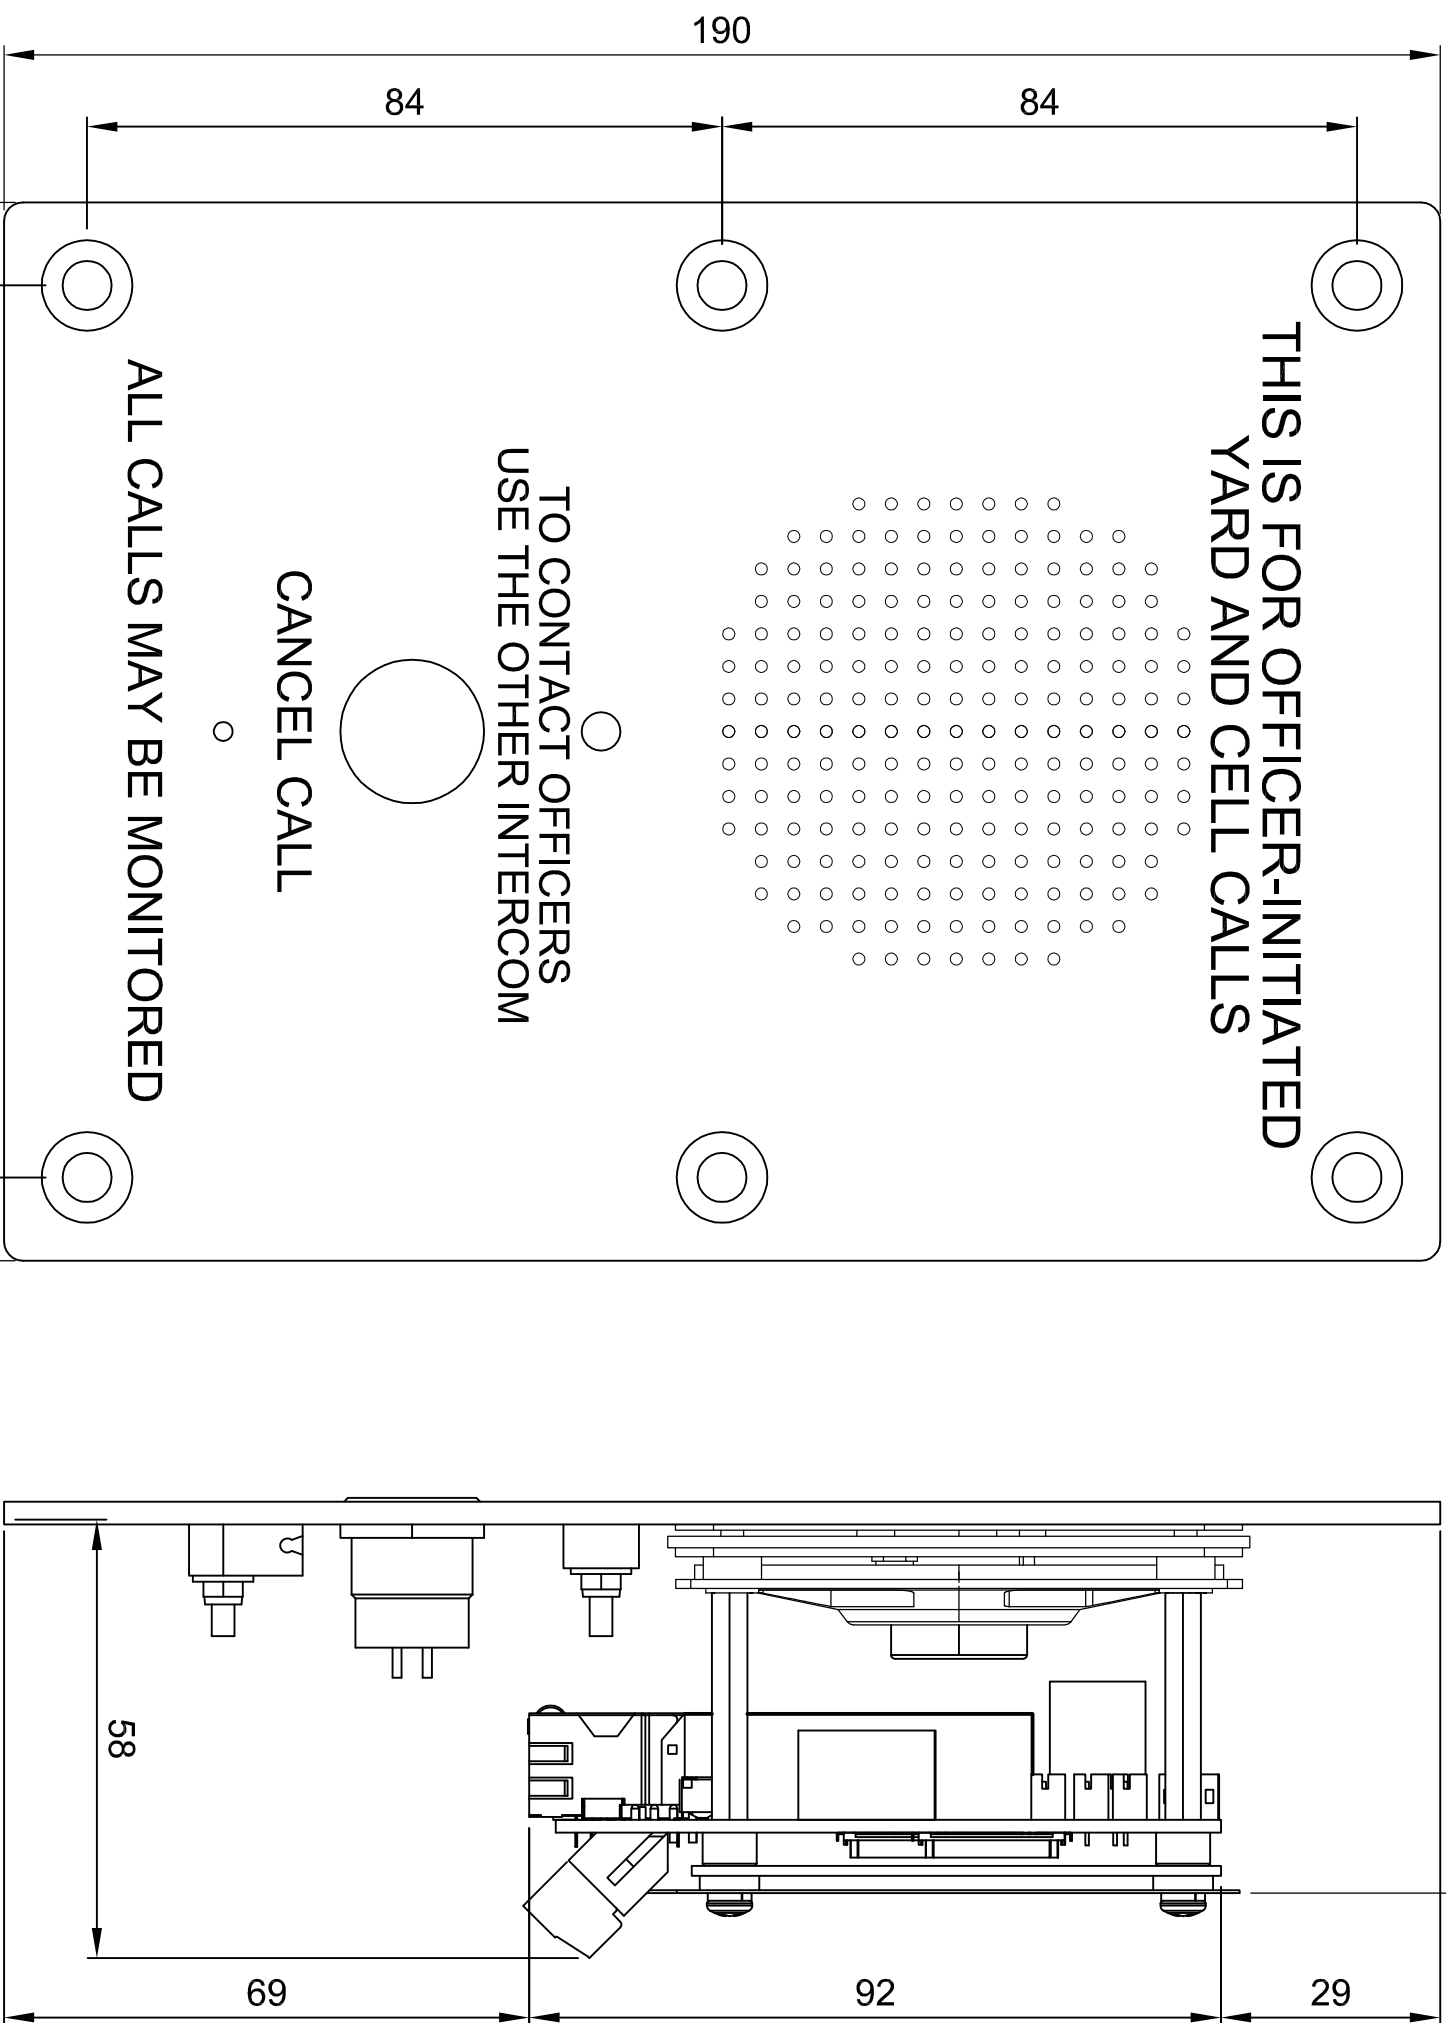 190
84
84
THIS IS FOR OFFICER-INITIATED
YARD AND CELL CALLS
TO CONTACT OFFICERS
USE THE OTHER INTERCOM
CANCEL CALL
ALL CALLS MAY BE MONITORED
58
69
92
29